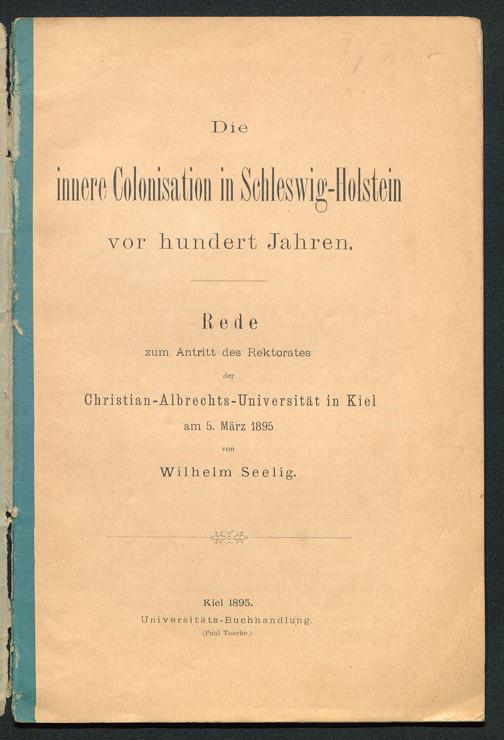 Die
innere Colonisation in Schleswig-Holstein
vor hundert Jahren.
Rede
zum Antritt des Rektorates
der
Christian-Albrechts-Universität in Kiel
am 5. März 1895
von
Wilhelm Seelig.
Kiel 1895.
Universitäts-Buchhandlung.
(Paul Toeche.)